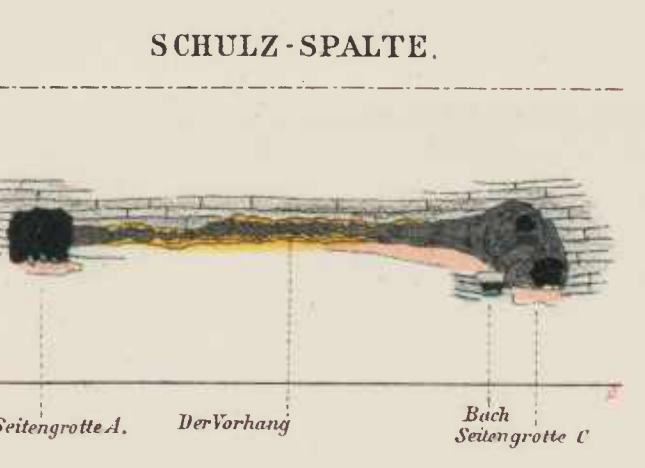 SCHULZ-SPALTE.
Seitengrotte A.
Der Vorhang
Bach
Seitengrotte C